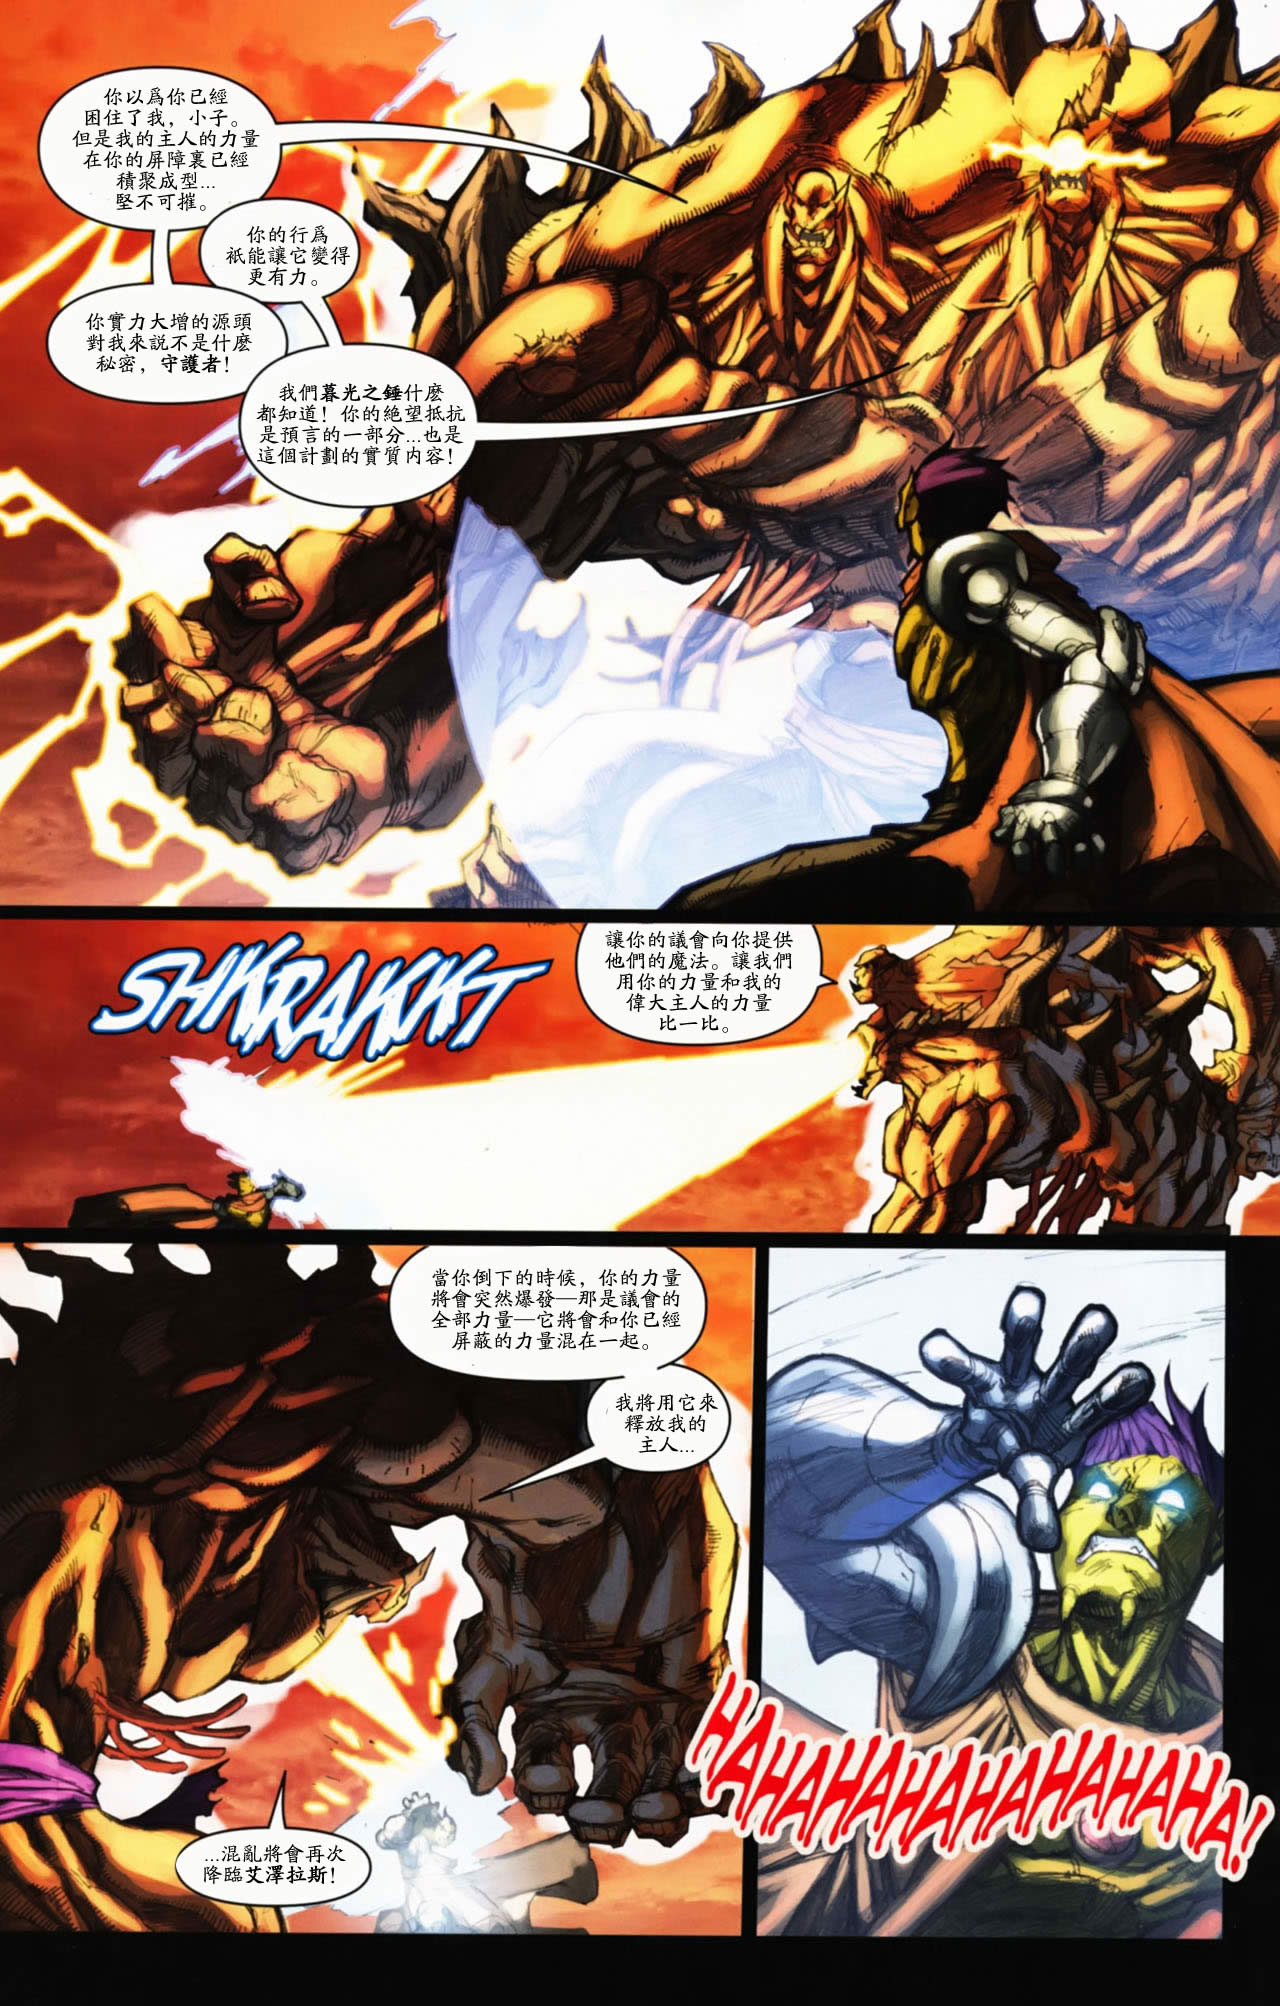 你以爲你已經
困住了我，小子。
但是我的主人的力量
在你的屏障裏已經
積聚成型...
堅不可摧。
你的行爲
祇能讓它變得
更有力。
你實力大增的源頭
對我來説不是什麽
秘密，守護者！
我們暮光之錘什麽
都知道！你的絶望抵抗
是預言的一部分...也是
這個計劃的實質内容！
SHKRAKKT
讓你的議會向你提供
他們的魔法。讓我們
用你的力量和我的
偉大主人的力量
比一比。
當你倒下的時候，你的力量
將會突然爆發—那是議會的
全部力量—它將會和你已經
屏蔽的力量混在一起。
我將用它來
釋放我的
主人...
...混亂將會再次
降臨艾澤拉斯！
HAHAHAHAHAHAHAHAHA!